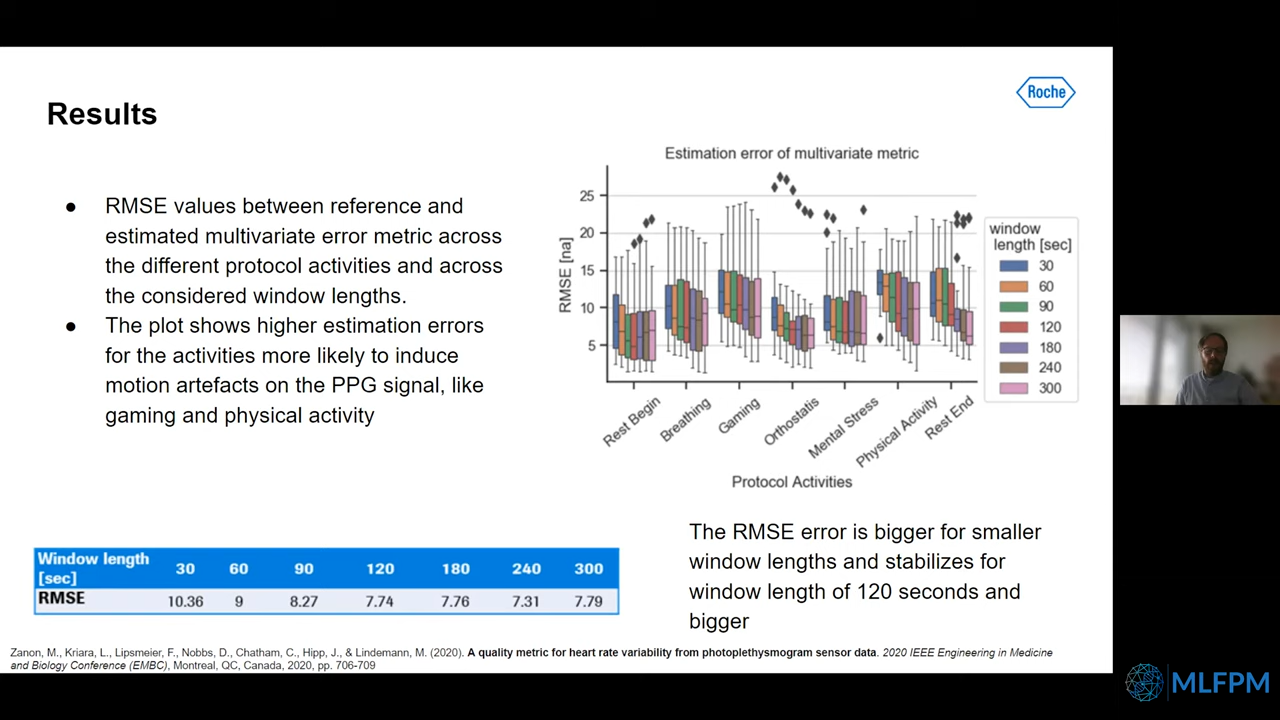 Roche
Results
RMSE values between reference and
estimated multivariate error metric across
the different protocol activities and across
the considered window lengths.
The plot shows higher estimation errors
for the activities more likely to induce
motion artefacts on the PPG signal, like
gaming and physical activity
Estimation error of multivariate metric
RMSE [na]
25
20
15
10
5
Rest Begin
Breathing
Gaming
Orthostatis
Mental Stress
Physical Activity
Rest End
Protocol Activities
window
length [sec]
30
60
90
120
180
240
300
The RMSE error is bigger for smaller
window lengths and stabilizes for
window length of 120 seconds and
bigger
Window length
[sec] 30 60 90 120 180 240 300
RMSE 10.36 9 8.27 7.74 7.76 7.31 7.79
Zanon, M., Kriara, L., Lipsmeier, F., Nobbs, D., Chatham, C., Hipp, J., & Lindemann, M. (2020). A quality metric for heart rate variability from photoplethysmogram sensor data. 2020 IEEE Engineering in Medicine
and Biology Conference (EMBC), Montreal, QC, Canada, 2020, pp. 706-709
MLFPM